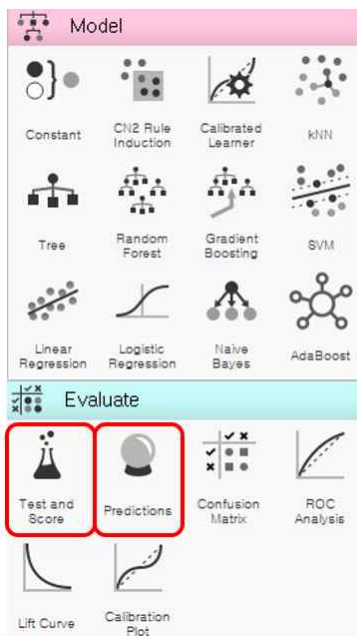 Model
Constant
CN2 Rule
Induction
Calibrated
Learner
kNN
Tree
Random
Forest
Gradient
Boosting
SVM
Linear
Regression
Logistic
Regression
Naive
Bayes
AdaBoost
Evaluate
Test and
Score
Predictions
Confusion
Matrix
ROC
Analysis
Lift Curve
Calibration
Plot